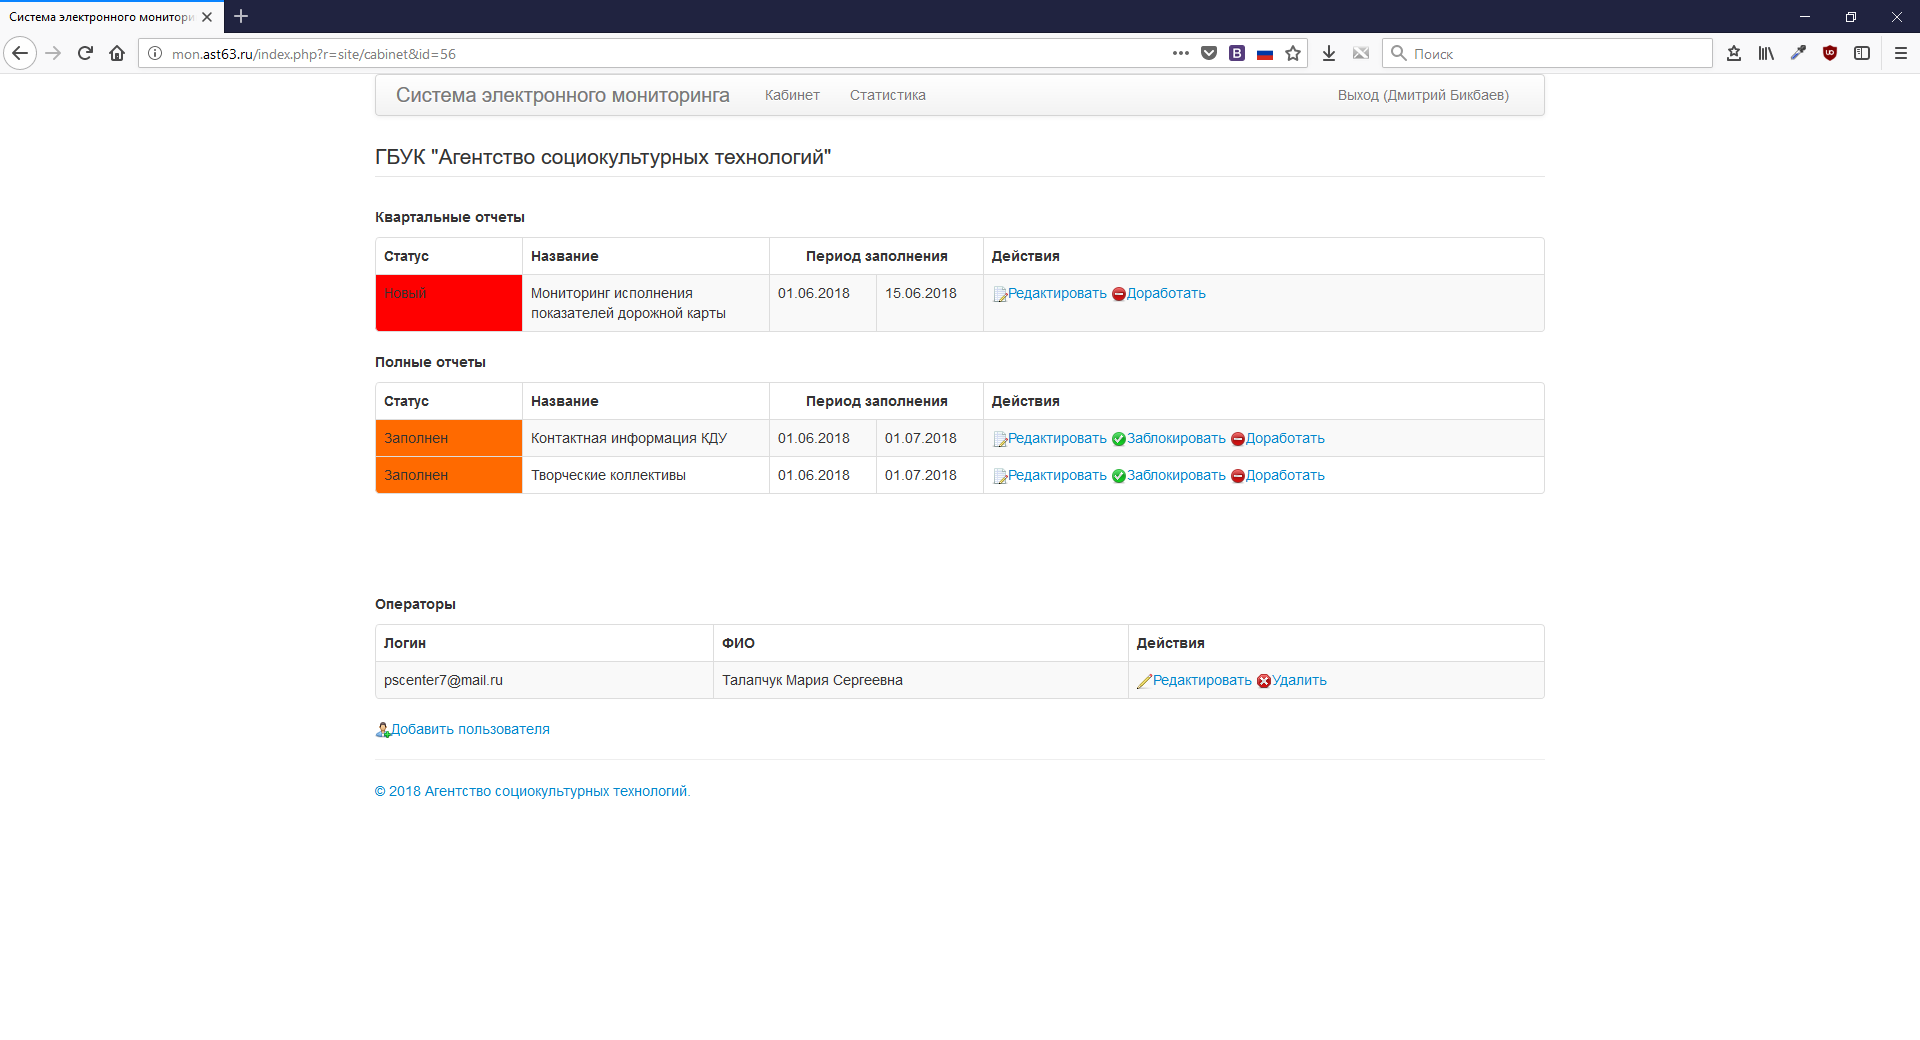 Система электронного монитори
mon.ast63.ru/index.php?r=site/cabinet&id=56
Поиск
Система электронного мониторинга Кабинет Статистика Выход (Дмитрий Бикбаев)
ГБУК "Агентство социокультурных технологий"
Квартальные отчеты
Статус Название Период заполнения Действия
Новый Мониторинг исполнения 01.06.2018 15.06.2018 Редактировать Доработать
показателей дорожной карты
Полные отчеты
Статус Название Период заполнения Действия
Заполнен Контактная информация КДУ 01.06.2018 01.07.2018 Редактировать Заблокировать Доработать
Заполнен Творческие коллективы 01.06.2018 01.07.2018 Редактировать Заблокировать Доработать
Операторы
Логин ФИО Действия
pscenter7@mail.ru Талапчук Мария Сергеевна Редактировать Удалить
Добавить пользователя
© 2018 Агентство социокультурных технологий.